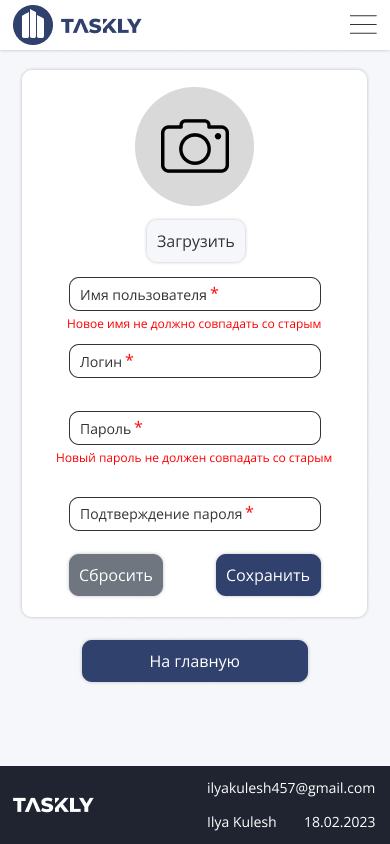 TASKLY
Загрузить
Имя пользователя *
Новое имя не должно совпадать со старым
Логин *
Пароль *
Новый пароль не должен совпадать со старым
Подтверждение пароля *
Сбросить
Сохранить
На главную
ilyakulesh457@gmail.com
TASKLY
Ilya Kulesh 18.02.2023